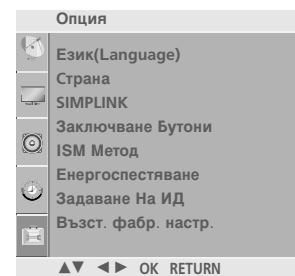 Опция
Език(Language)
Страна
SIMPLINK
Заключване Бутони
ISM Метод
Енергоспестяване
Задаване На ИД
Възст. фабр. настр.
▲▼ ◄► OK RETURN